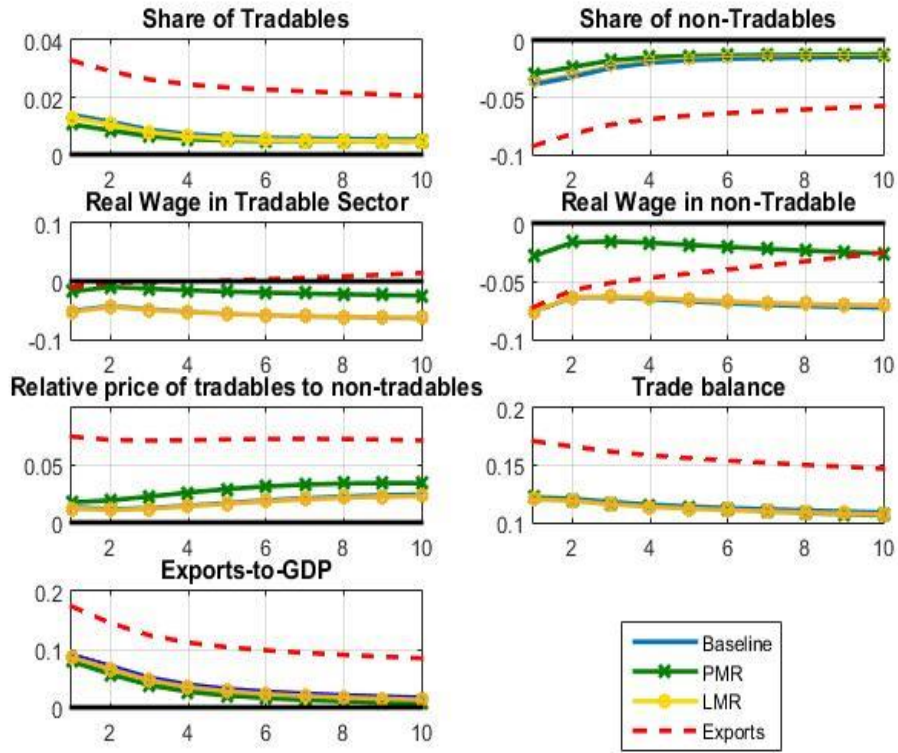 Share of Tradables
0.04
0.02
0
2 4 6 8 10
Share of non-Tradables
0
-0.05
-0.1
2 4 6 8 10
Real Wage in Tradable Sector
0.1
0
-0.1
2 4 6 8 10
Real Wage in non-Tradable
0
-0.05
-0.1
2 4 6 8 10
Relative price of tradables to non-tradables
0.05
0
2 4 6 8 10
Trade balance
0.2
0.15
0.1
2 4 6 8 10
Exports-to-GDP
0.2
0.1
0
2 4 6 8 10
Baseline
PMR
LMR
Exports